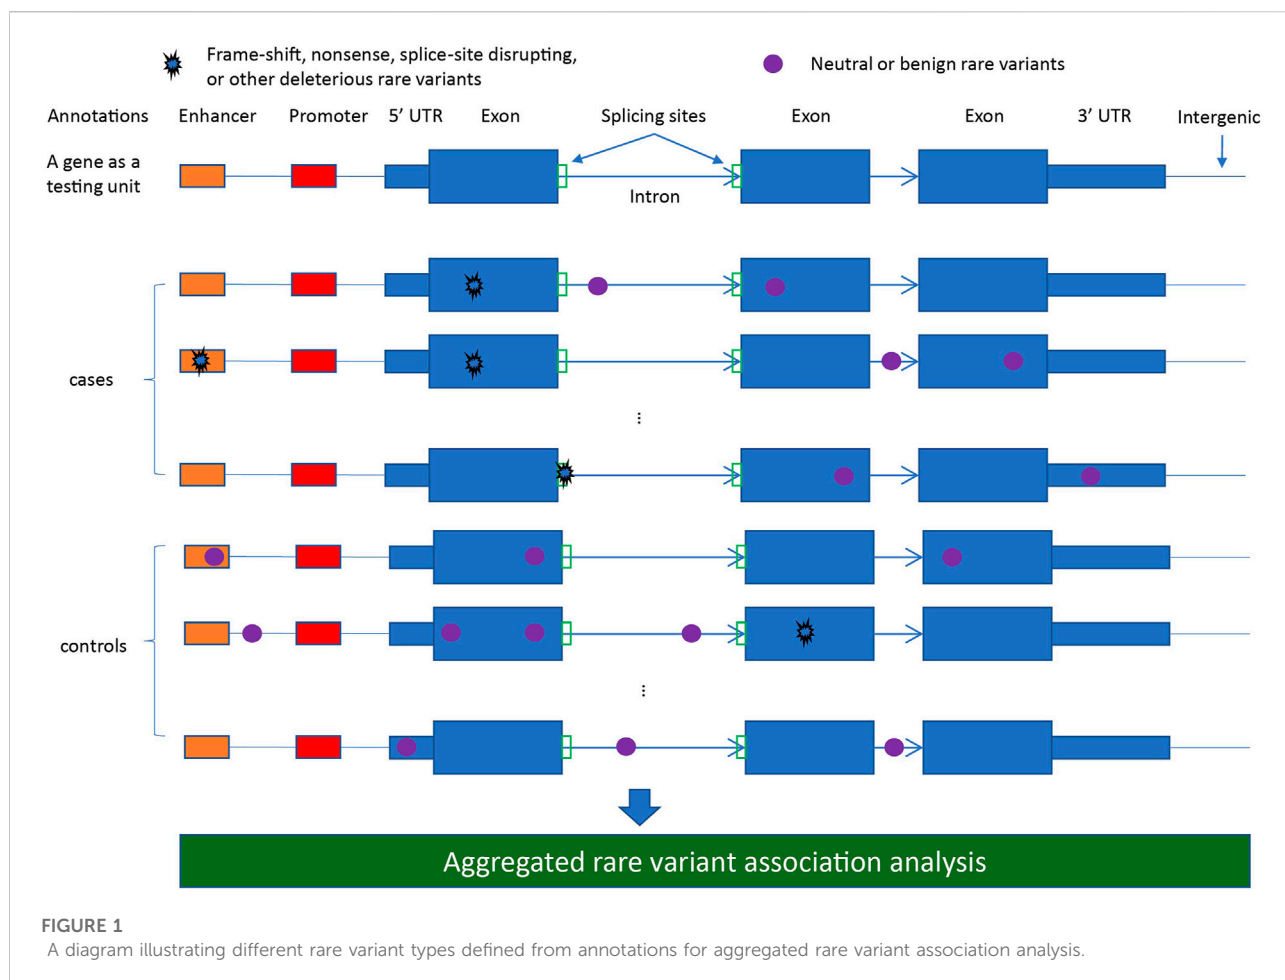 Frame-shift, nonsense, splice-site disrupting,
or other deleterious rare variants
Neutral or benign rare variants
Annotations Enhancer Promoter 5’ UTR Exon Splicing sites Exon Exon 3’ UTR Intergenic
A gene as a
testing unit
Intron
cases
...
controls
...
Aggregated rare variant association analysis
FIGURE 1
A diagram illustrating different rare variant types defined from annotations for aggregated rare variant association analysis.